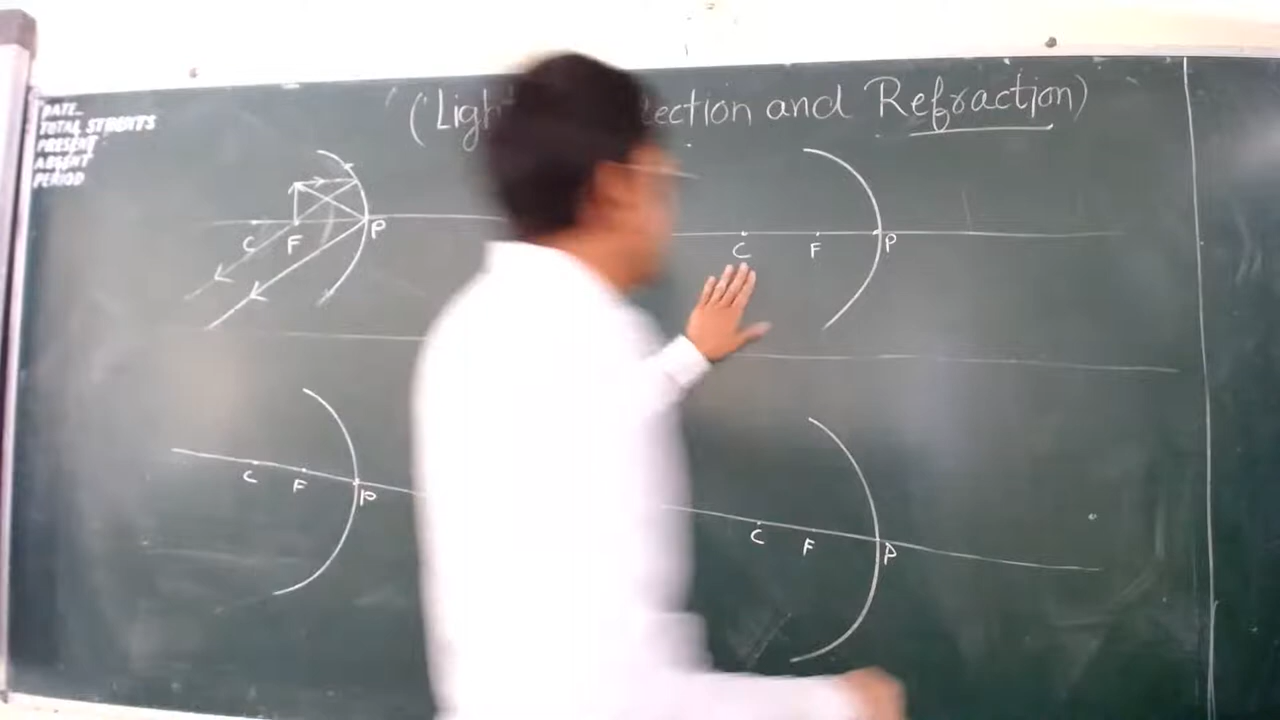 (Light ection and Refraction)
DATE
TOTAL STUDENTS
PRESENT
ABSENT
PERIOD
C F P
C F P
C F P
C F P